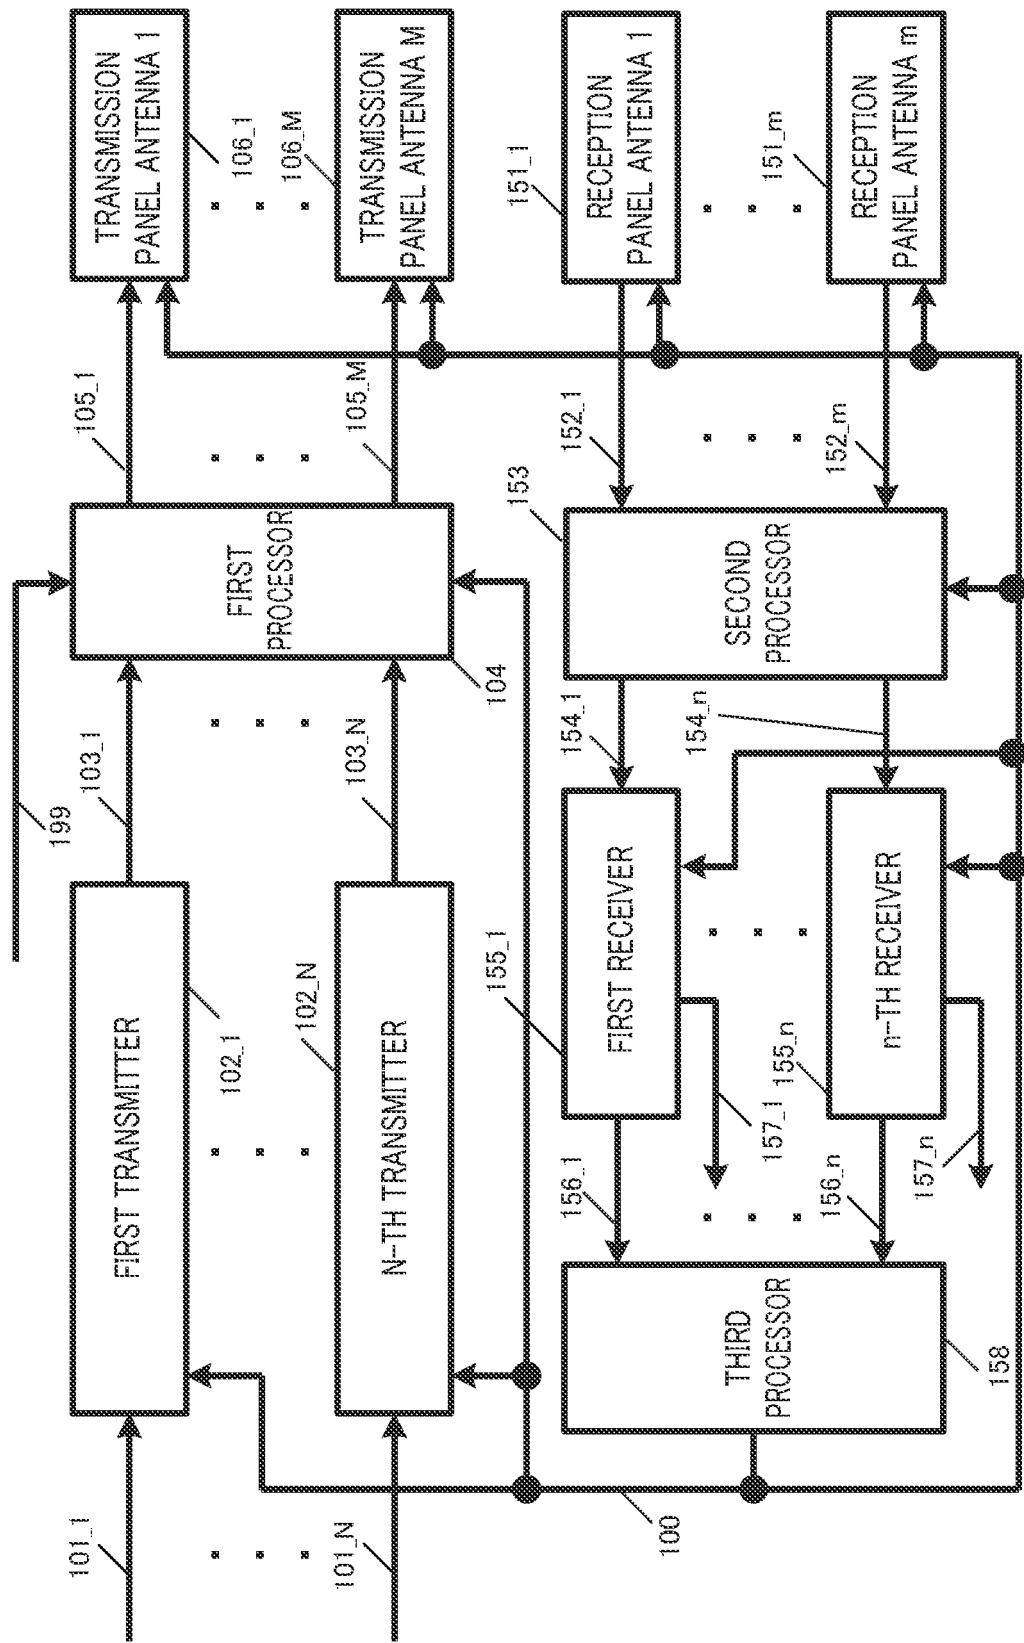 101_1
FIRST TRANSMITTER
102_1
103_1
199
FIRST
PROCESSOR
104
105_1
TRANSMISSION
PANEL ANTENNA 1
106_1
101_N
N-TH TRANSMITTER
102_N
103_N
105_M
TRANSMISSION
PANEL ANTENNA M
106_M
100
THIRD
PROCESSOR
158
156_1
FIRST RECEIVER
155_1
157_1
154_1
SECOND
PROCESSOR
153
152_1
RECEPTION
PANEL ANTENNA 1
151_1
156_n
n-TH RECEIVER
155_n
157_n
154_n
152_m
RECEPTION
PANEL ANTENNA m
151_m